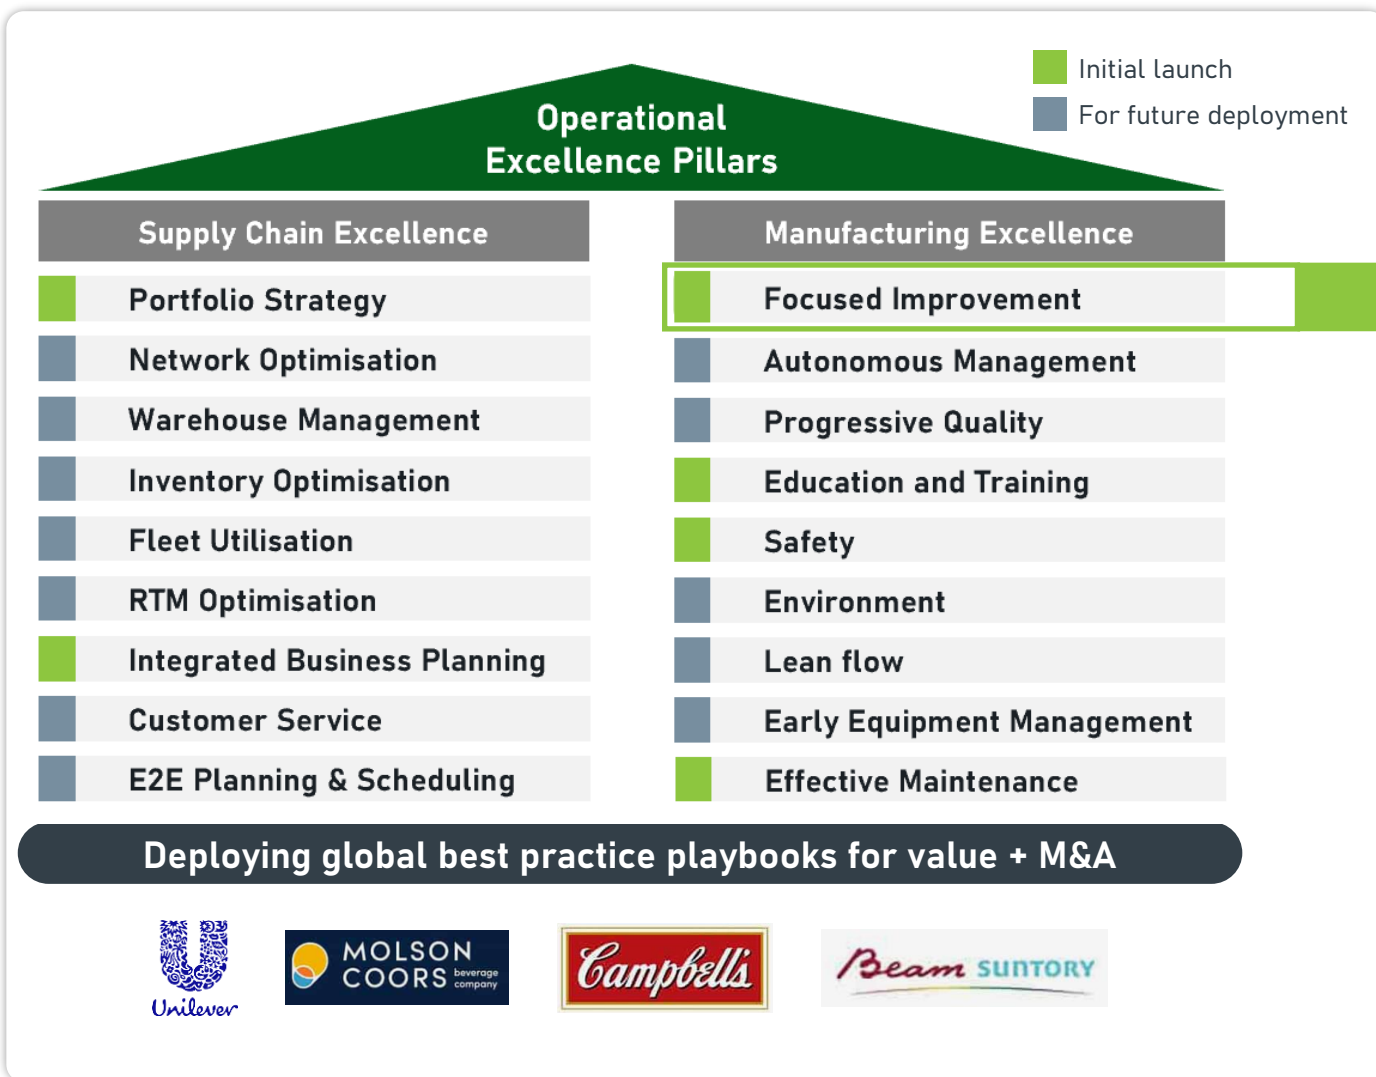 Initial launch
For future deployment
Operational
Excellence Pillars
Supply Chain Excellence
Portfolio Strategy
Network Optimisation
Warehouse Management
Inventory Optimisation
Fleet Utilisation
RTM Optimisation
Integrated Business Planning
Customer Service
E2E Planning & Scheduling
Manufacturing Excellence
Focused Improvement
Autonomous Management
Progressive Quality
Education and Training
Safety
Environment
Lean flow
Early Equipment Management
Effective Maintenance
Deploying global best practice playbooks for value + M&A
Unilever
MOLSON
COORS beverage
company
Campbell's
Beam SUNTORY